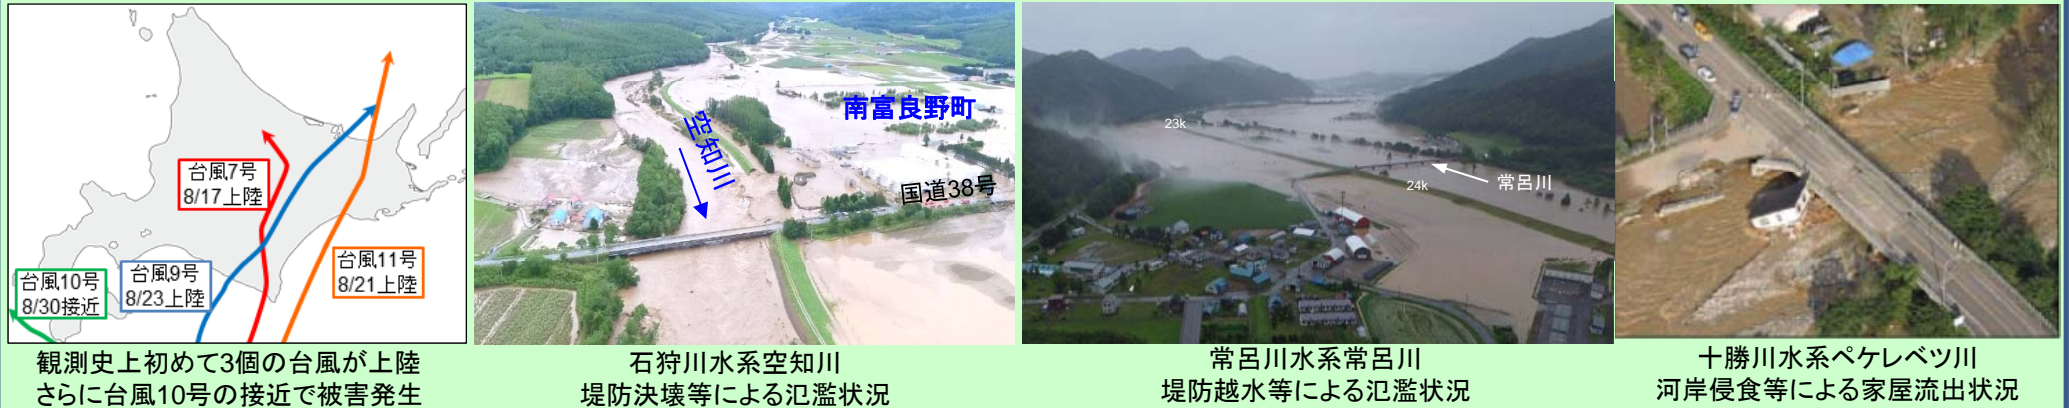 台風7号
8/17上陸
台風10号
8/30接近
台風9号
8/23上陸
台風11号
8/21上陸
観測史上初めて3個の台風が上陸
さらに台風10号の接近で被害発生
南富良野町
空知川
国道38号
石狩川水系空知川
堤防決壊等による氾濫状況
23k
24k
常呂川
常呂川水系常呂川
堤防越水等による氾濫状況
十勝川水系ペケレベツ川
河岸侵食等による家屋流出状況